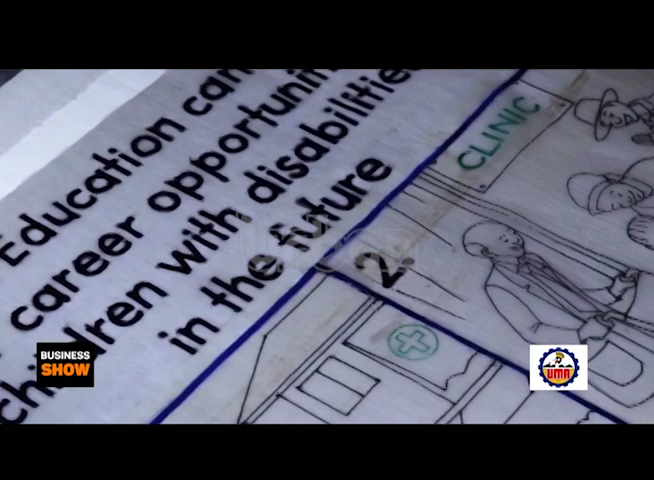 Education can
career opportuni
children with disabilitie
in the future
CLINIC
2.
BUSINESS
SHOW
UMA